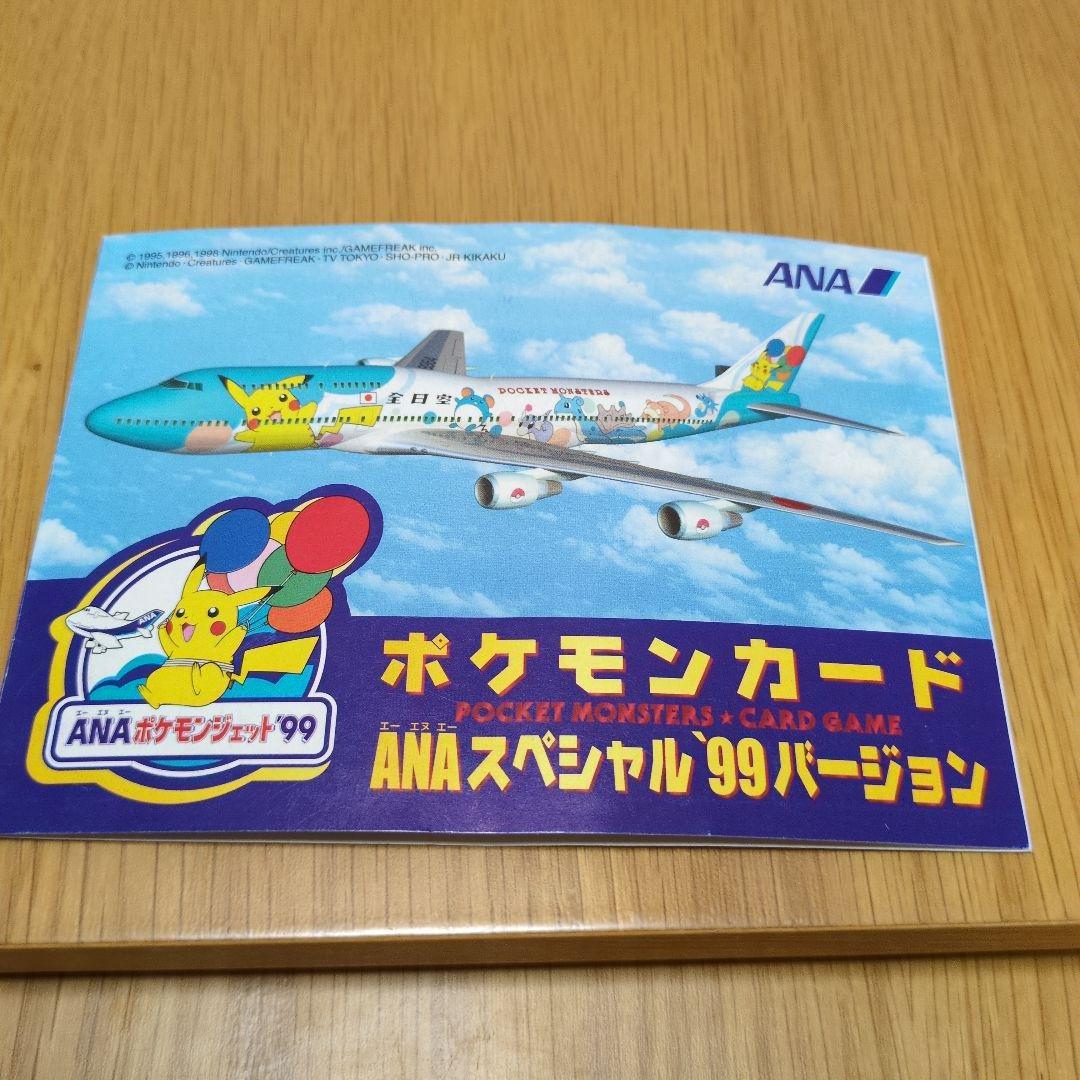 © 1995,1996,1998 Nintendo/Creatures inc./GAMEFREAK inc.
© Nintendo・Creatures・GAMEFREAK・TV TOKYO・SHO-PRO・JR KIKAKU
ANA
全日空
POCKET MONSTERS
ANA
エー エヌ エー
ANAポケモンジェット'99
ポケモンカード
POCKET MONSTERS★CARD GAME
エー エヌ エー
ANAスペシャル'99バージョン